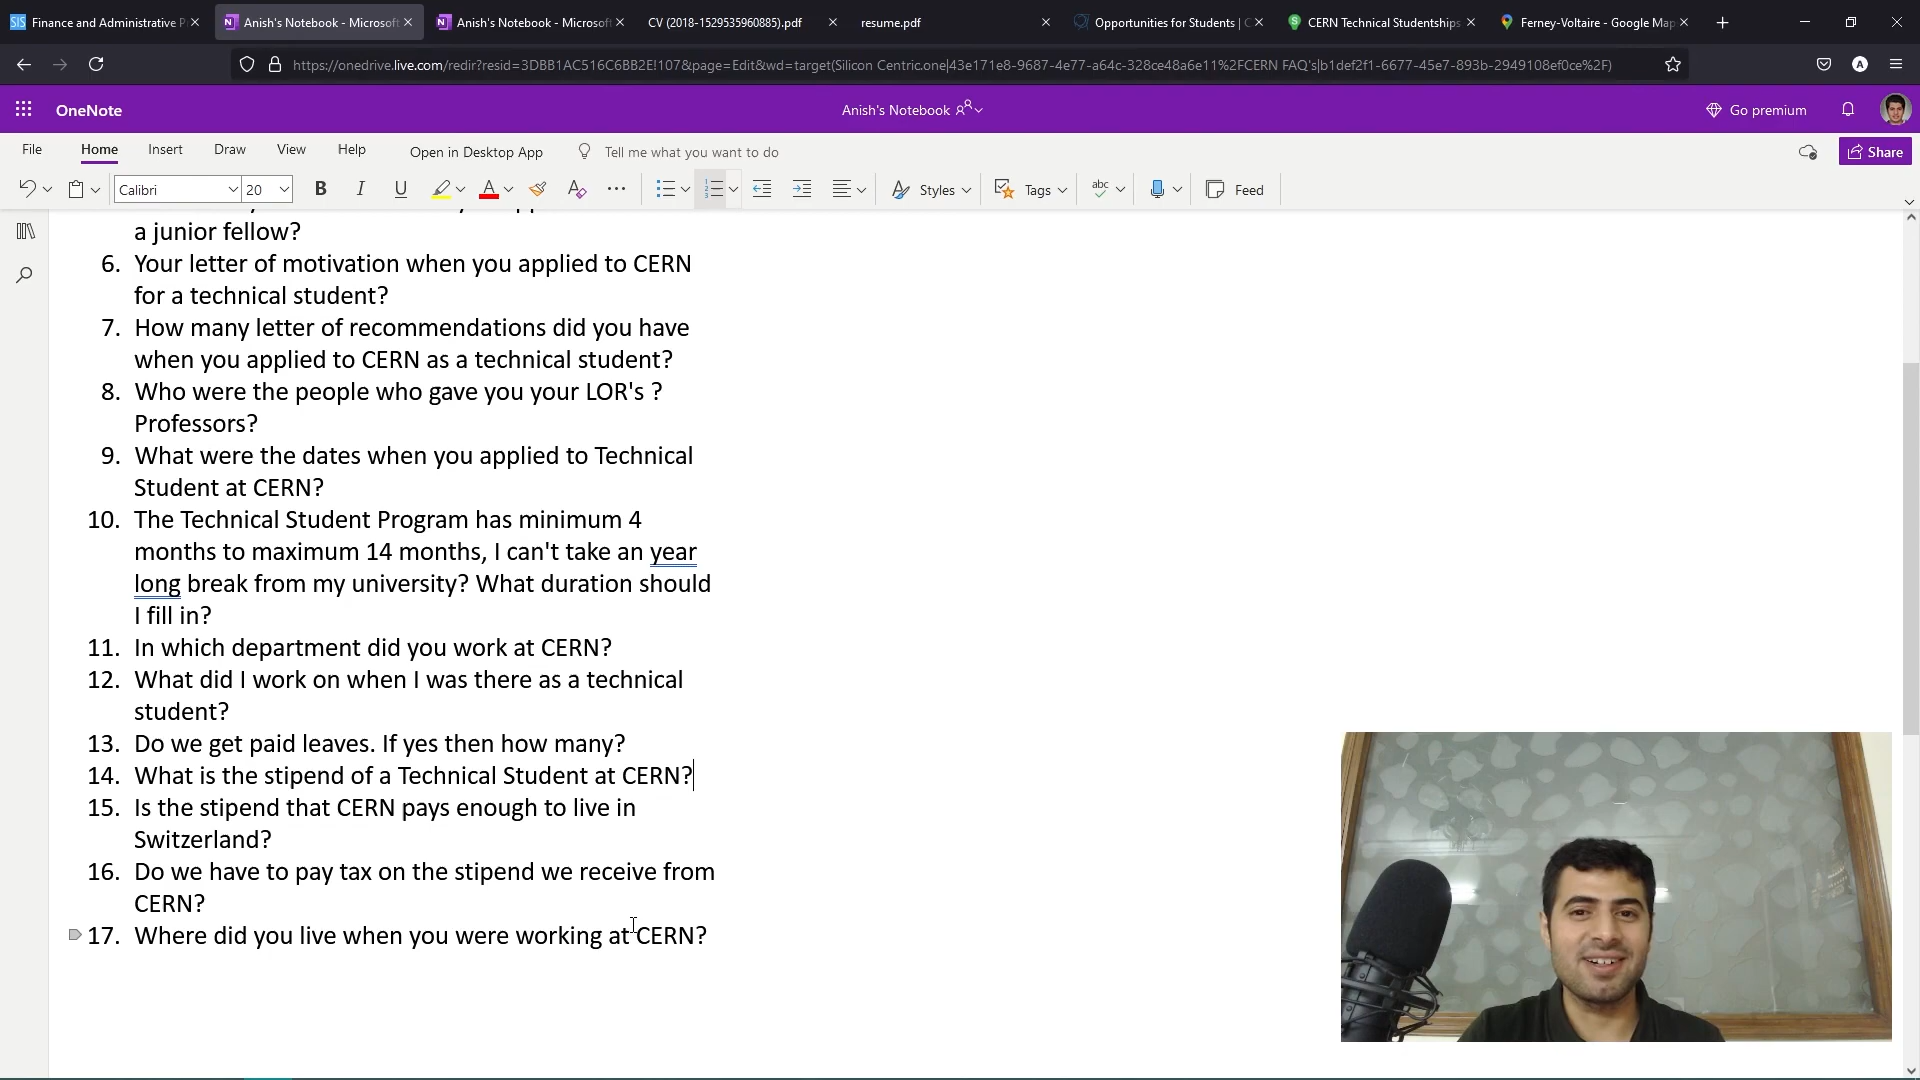 Finance and Administrative P
Anish's Notebook - Microsoft
Anish's Notebook - Microsoft
CV (2018-1529535960885).pdf
resume.pdf
Opportunities for Students | C
CERN Technical Studentships
Ferney-Voltaire - Google Map
https://onedrive.live.com/redir?resid=3DBB1AC516C6BB2E!107&page=Edit&wd=target(Silicon Centric.one|43e171e8-9687-4e77-a64c-328ce48a6e11%2FCERN FAQ's|b1def2f1-6677-45e7-893b-2949108ef0ce%2F)
OneNote
Anish's Notebook
Go premium
File Home Insert Draw View Help Open in Desktop App Tell me what you want to do
Share
Calibri 20 B I U A Styles Tags abc Feed
a junior fellow?
6. Your letter of motivation when you applied to CERN
for a technical student?
7. How many letter of recommendations did you have
when you applied to CERN as a technical student?
8. Who were the people who gave you your LOR's ?
Professors?
9. What were the dates when you applied to Technical
Student at CERN?
10. The Technical Student Program has minimum 4
months to maximum 14 months, I can't take an year
long break from my university? What duration should
I fill in?
11. In which department did you work at CERN?
12. What did I work on when I was there as a technical
student?
13. Do we get paid leaves. If yes then how many?
14. What is the stipend of a Technical Student at CERN?
15. Is the stipend that CERN pays enough to live in
Switzerland?
16. Do we have to pay tax on the stipend we receive from
CERN?
17. Where did you live when you were working at CERN?